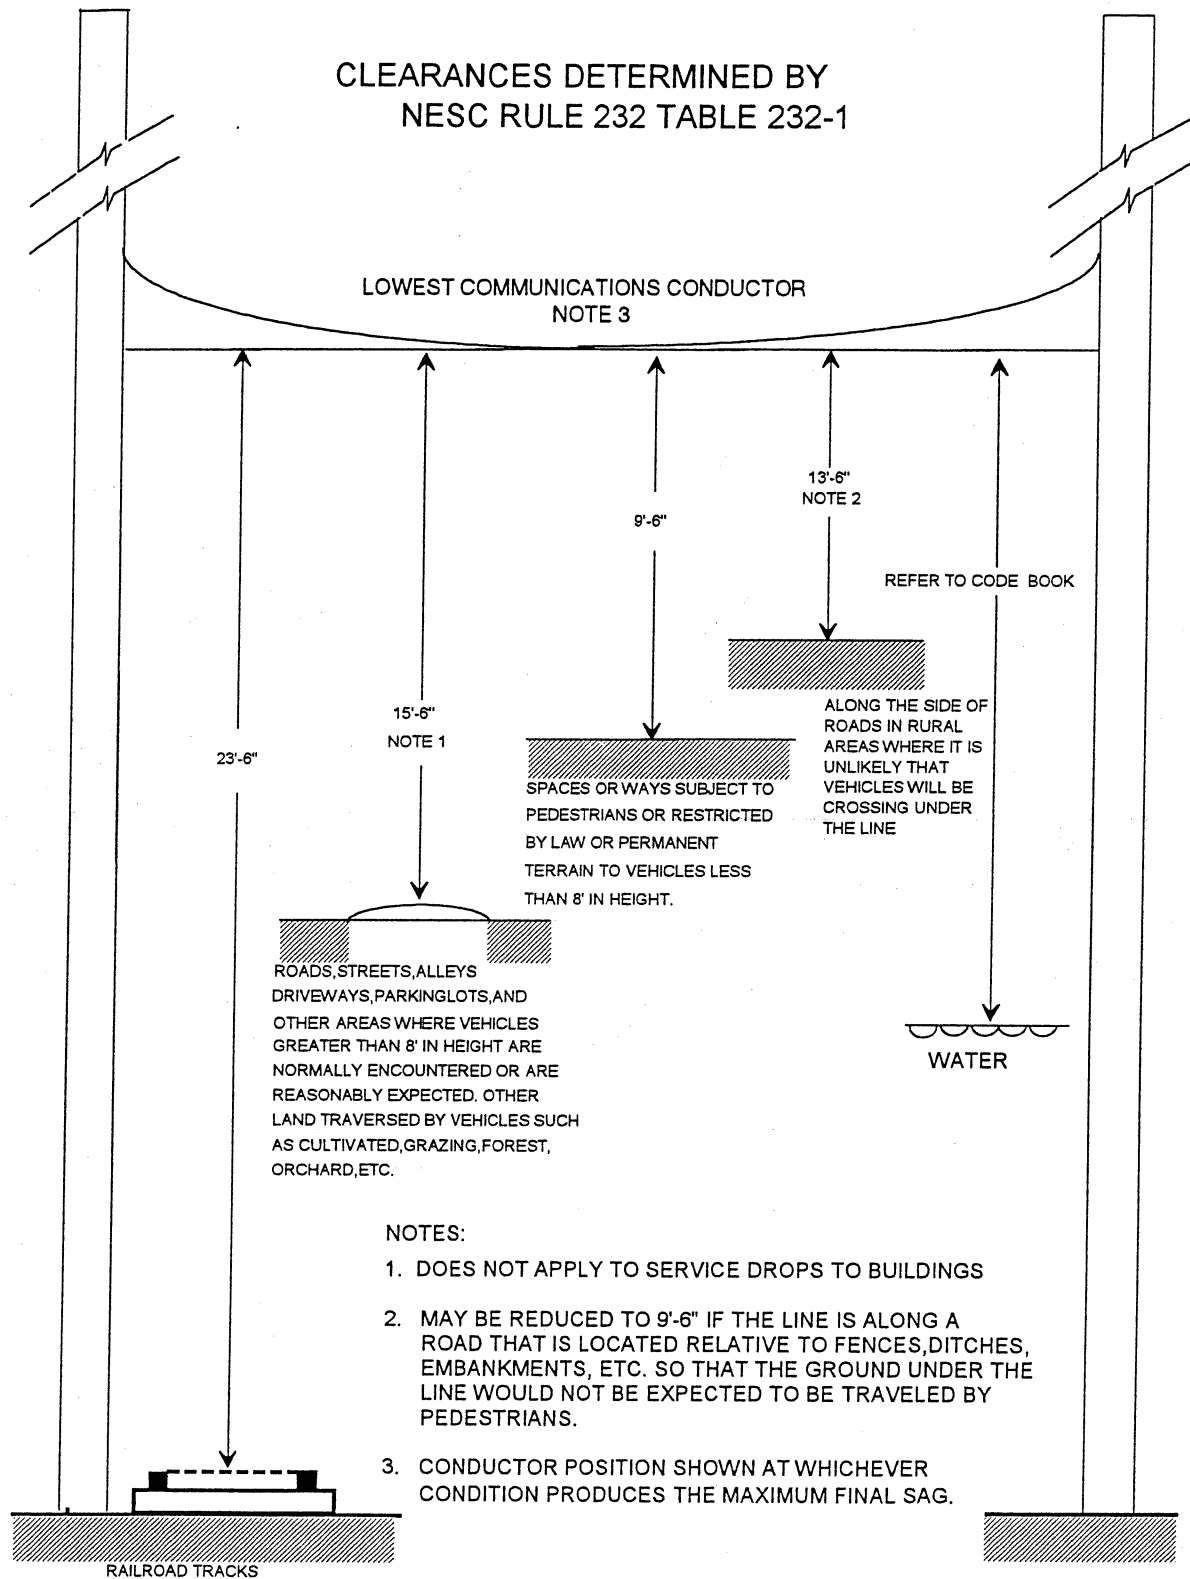 CLEARANCES DETERMINED BY
NESC RULE 232 TABLE 232-1
LOWEST COMMUNICATIONS CONDUCTOR
NOTE 3
23'-6"
15'-6"
NOTE 1
9'-6"
13'-6"
NOTE 2
REFER TO CODE BOOK
ALONG THE SIDE OF
ROADS IN RURAL
AREAS WHERE IT IS
UNLIKELY THAT
VEHICLES WILL BE
CROSSING UNDER
THE LINE
SPACES OR WAYS SUBJECT TO
PEDESTRIANS OR RESTRICTED
BY LAW OR PERMANENT
TERRAIN TO VEHICLES LESS
THAN 8' IN HEIGHT.
ROADS,STREETS,ALLEYS
DRIVEWAYS,PARKINGLOTS,AND
OTHER AREAS WHERE VEHICLES
GREATER THAN 8' IN HEIGHT ARE
NORMALLY ENCOUNTERED OR ARE
REASONABLY EXPECTED. OTHER
LAND TRAVERSED BY VEHICLES SUCH
AS CULTIVATED,GRAZING,FOREST,
ORCHARD,ETC.
WATER
NOTES:
1. DOES NOT APPLY TO SERVICE DROPS TO BUILDINGS
2. MAY BE REDUCED TO 9'-6" IF THE LINE IS ALONG A
ROAD THAT IS LOCATED RELATIVE TO FENCES,DITCHES,
EMBANKMENTS, ETC. SO THAT THE GROUND UNDER THE
LINE WOULD NOT BE EXPECTED TO BE TRAVELED BY
PEDESTRIANS.
3. CONDUCTOR POSITION SHOWN AT WHICHEVER
CONDITION PRODUCES THE MAXIMUM FINAL SAG.
RAILROAD TRACKS